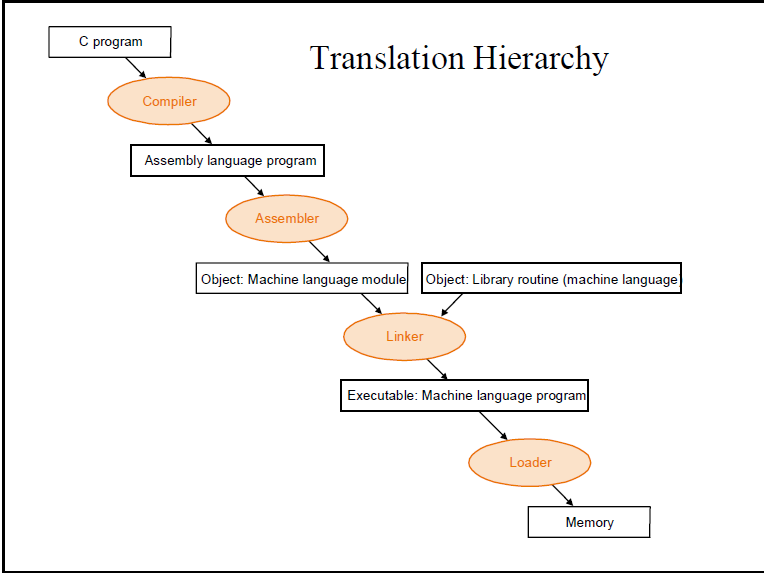 Translation Hierarchy
C program
Compiler
Assembly language program
Assembler
Object: Machine language module
Object: Library routine (machine language)
Linker
Executable: Machine language program
Loader
Memory